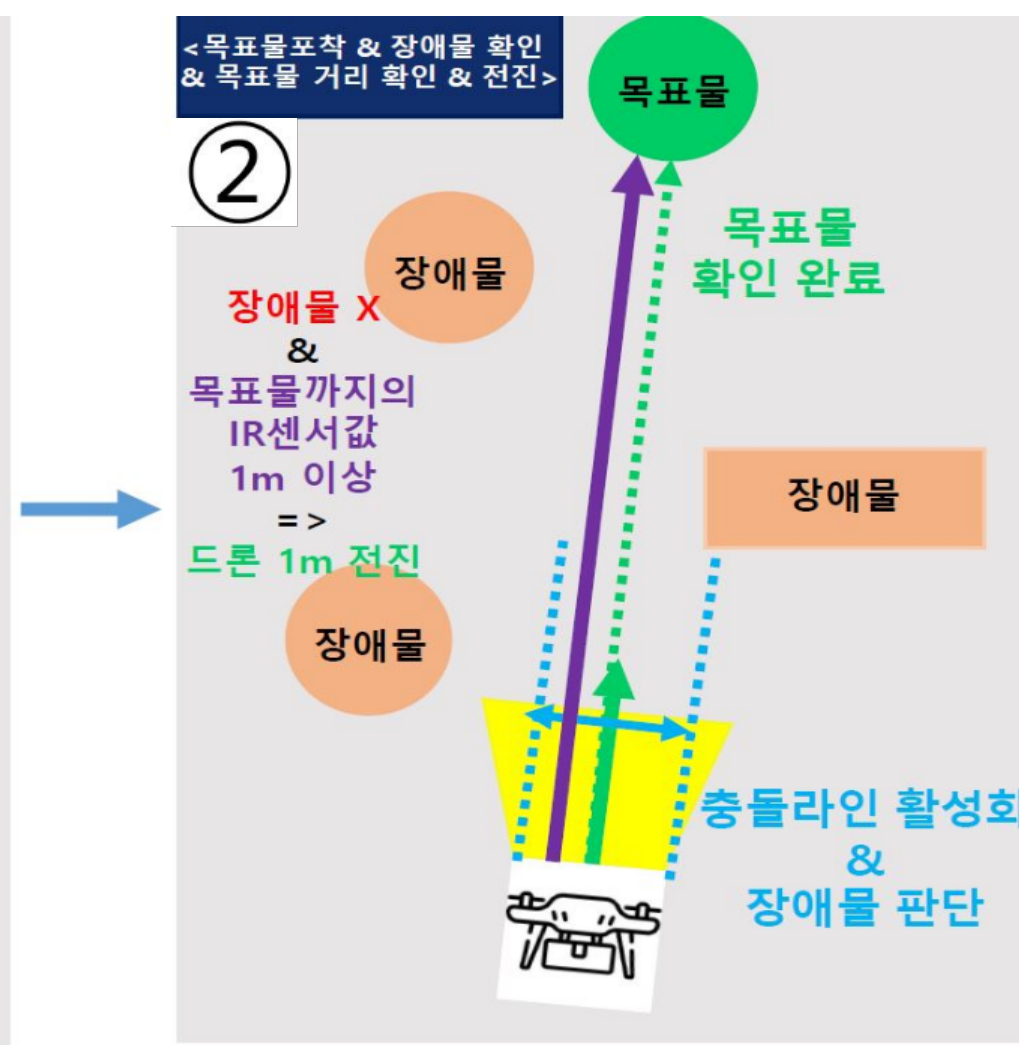 <목표물포착 & 장애물 확인
& 목표물 거리 확인 & 전진>
목표물
②
목표물
확인 완료
장애물
장애물 X
&
목표물까지의
IR센서값
1m 이상
=>
드론 1m 전진
장애물
장애물
충돌라인 활성화
&
장애물 판단